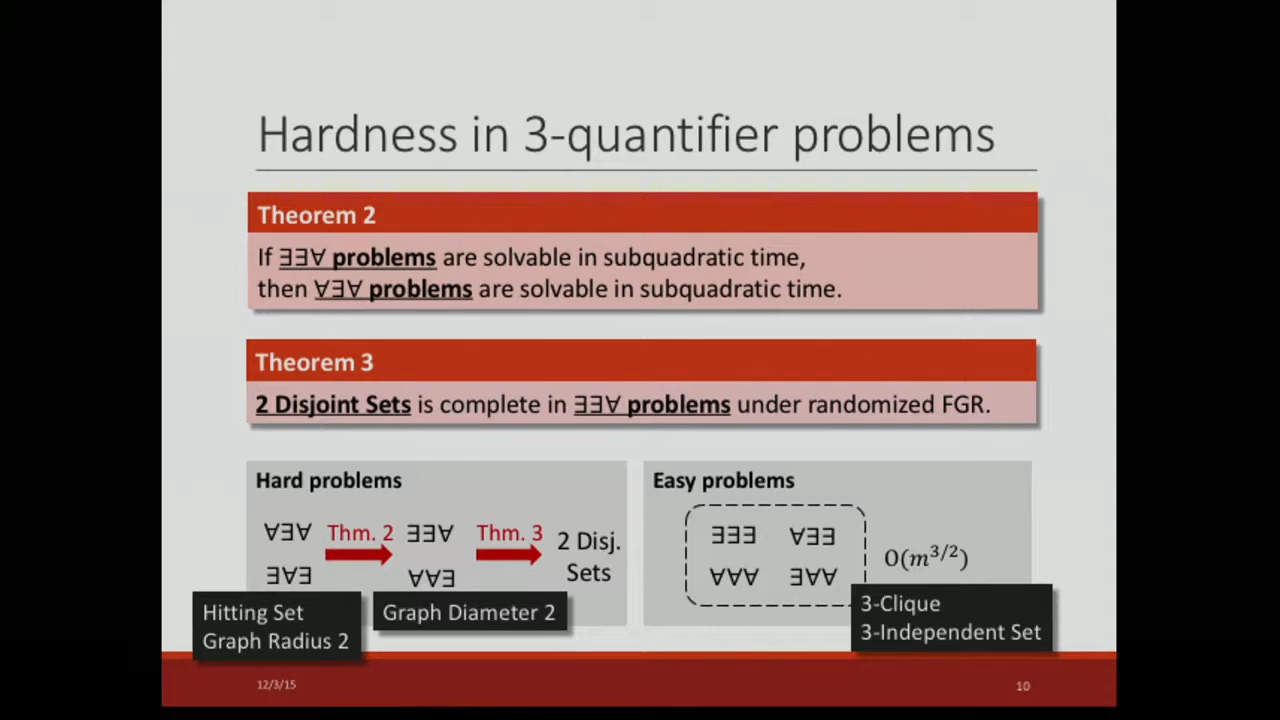 Hardness in 3-quantifier problems
Theorem 2
If ∃∃∀ problems are solvable in subquadratic time,
then ∀∃∀ problems are solvable in subquadratic time.
Theorem 3
2 Disjoint Sets is complete in ∃∃∀ problems under randomized FGR.
Hard problems
∀∃∀ Thm. 2 ∃∃∀ Thm. 3 2 Disj.
Sets
∃∀∃ ∀∀∃
Hitting Set
Graph Radius 2
Graph Diameter 2
Easy problems
∃∃∃ ∀∃∃
∀∀∀ ∃∀∀
O(m^{3/2})
3-Clique
3-Independent Set
12/3/15
10